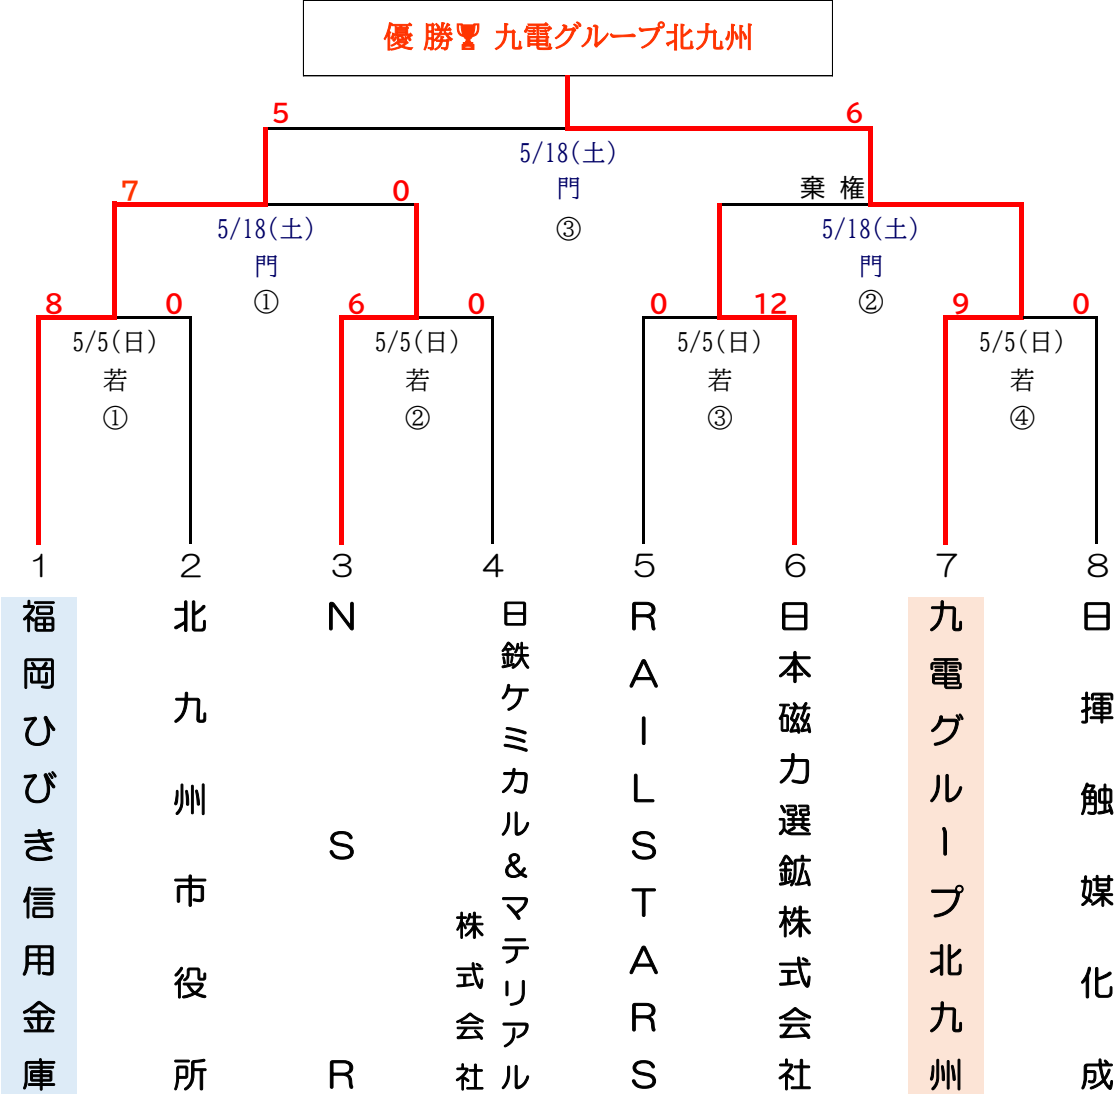 優 勝🏆 九電グループ北九州
5
6
5/18(土)
門
③
7
0
棄 権
5/18(土)
門
①
5/18(土)
門
②
8
0
6
0
0
12
9
0
5/5(日)
若
①
5/5(日)
若
②
5/5(日)
若
③
5/5(日)
若
④
1
2
3
4
5
6
7
8
福岡ひびき信用金庫
北九州市役所
NSR
日鉄ケミカル&マテリアル
株式会社
RAILSTARS
日本磁力選鉱株式会社
九電グループ北九州
日揮触媒化成